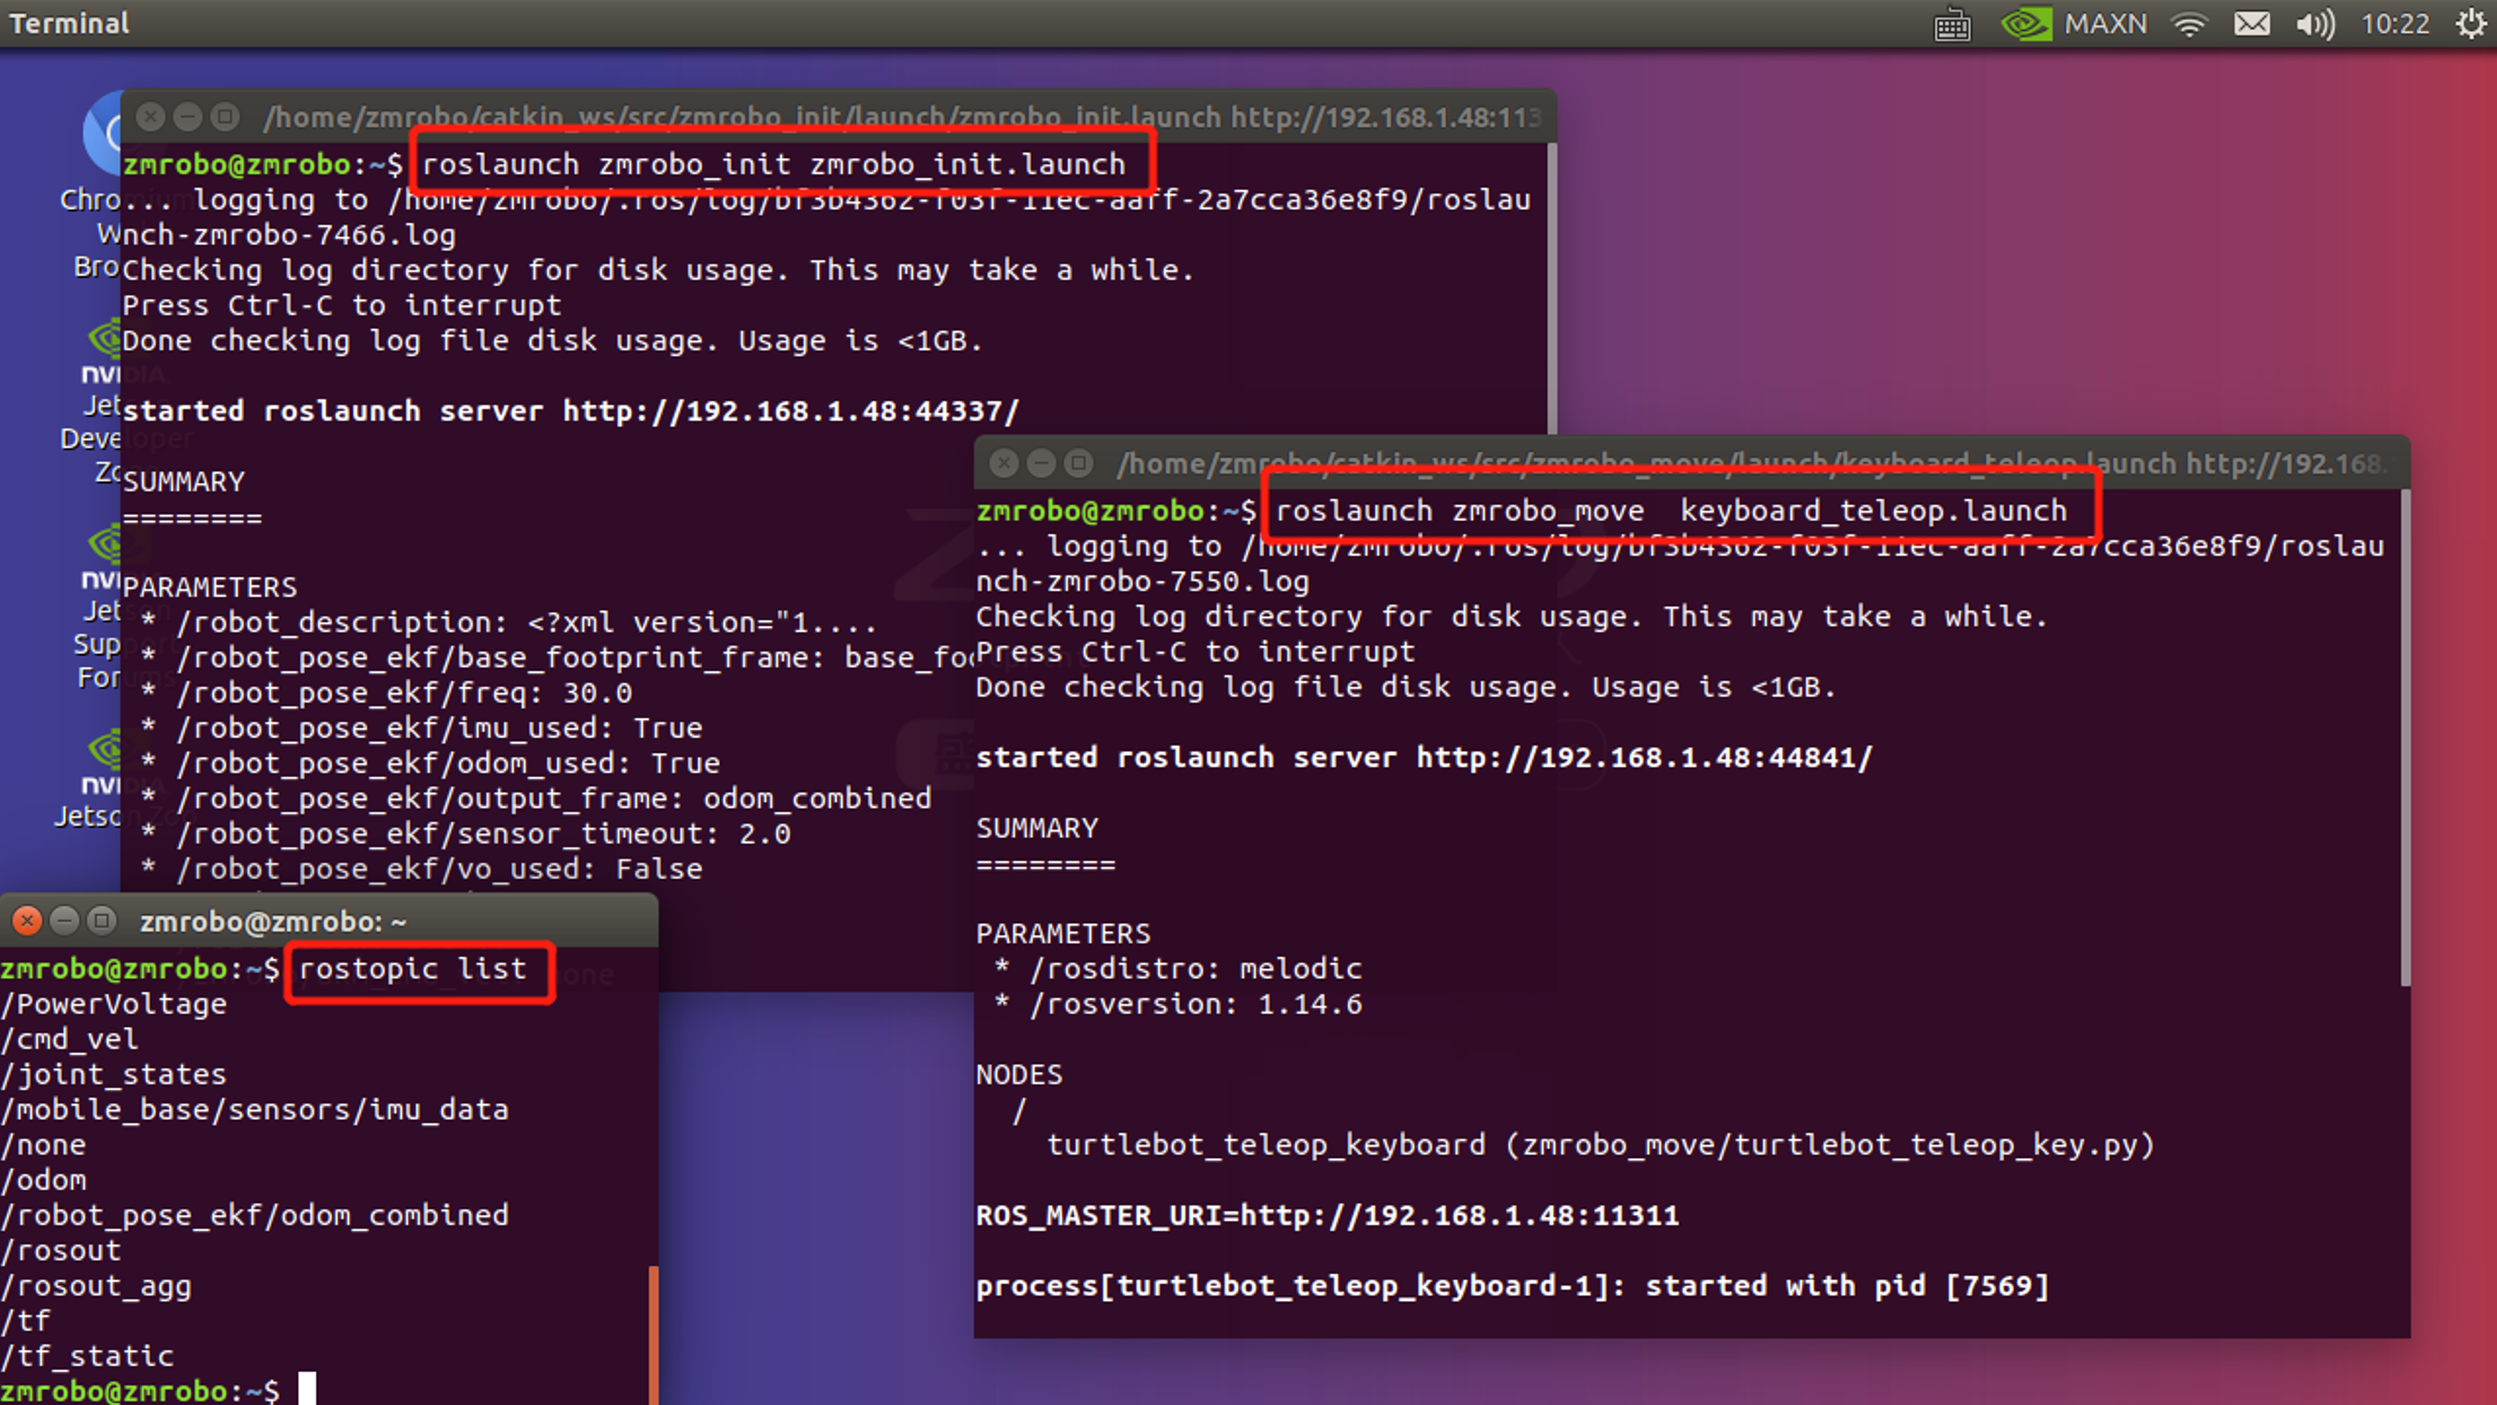 Terminal
MAXN
10:22
/home/zmrobo/catkin_ws/src/zmrobo_init/launch/zmrobo_init.launch http://192.168.1.48:113
zmrobo@zmrobo:~$ roslaunch zmrobo_init zmrobo_init.launch
... logging to /home/zmrobo/.ros/log/bf3b4362-f03f-11ec-aaff-2a7cca36e8f9/roslau
nch-zmrobo-7466.log
Checking log directory for disk usage. This may take a while.
Press Ctrl-C to interrupt
Done checking log file disk usage. Usage is <1GB.
started roslaunch server http://192.168.1.48:44337/
SUMMARY
========
PARAMETERS
* /robot_description: <?xml version="1....
* /robot_pose_ekf/base_footprint_frame: base_foo
* /robot_pose_ekf/freq: 30.0
* /robot_pose_ekf/imu_used: True
* /robot_pose_ekf/odom_used: True
* /robot_pose_ekf/output_frame: odom_combined
* /robot_pose_ekf/sensor_timeout: 2.0
* /robot_pose_ekf/vo_used: False
/home/zmrobo/catkin_ws/src/zmrobo_move/launch/keyboard_teleop.launch http://192.168.
zmrobo@zmrobo:~$ roslaunch zmrobo_move  keyboard_teleop.launch
... logging to /home/zmrobo/.ros/log/bf3b4362-f03f-11ec-aaff-2a7cca36e8f9/roslau
nch-zmrobo-7550.log
Checking log directory for disk usage. This may take a while.
Press Ctrl-C to interrupt
Done checking log file disk usage. Usage is <1GB.
started roslaunch server http://192.168.1.48:44841/
SUMMARY
========
PARAMETERS
* /rosdistro: melodic
* /rosversion: 1.14.6
NODES
/
turtlebot_teleop_keyboard (zmrobo_move/turtlebot_teleop_key.py)
ROS_MASTER_URI=http://192.168.1.48:11311
process[turtlebot_teleop_keyboard-1]: started with pid [7569]
zmrobo@zmrobo: ~
zmrobo@zmrobo:~$ rostopic list
/PowerVoltage
/cmd_vel
/joint_states
/mobile_base/sensors/imu_data
/none
/odom
/robot_pose_ekf/odom_combined
/rosout
/rosout_agg
/tf
/tf_static
zmrobo@zmrobo:~$
Chromium
Developer
Jetson
Support
Forums